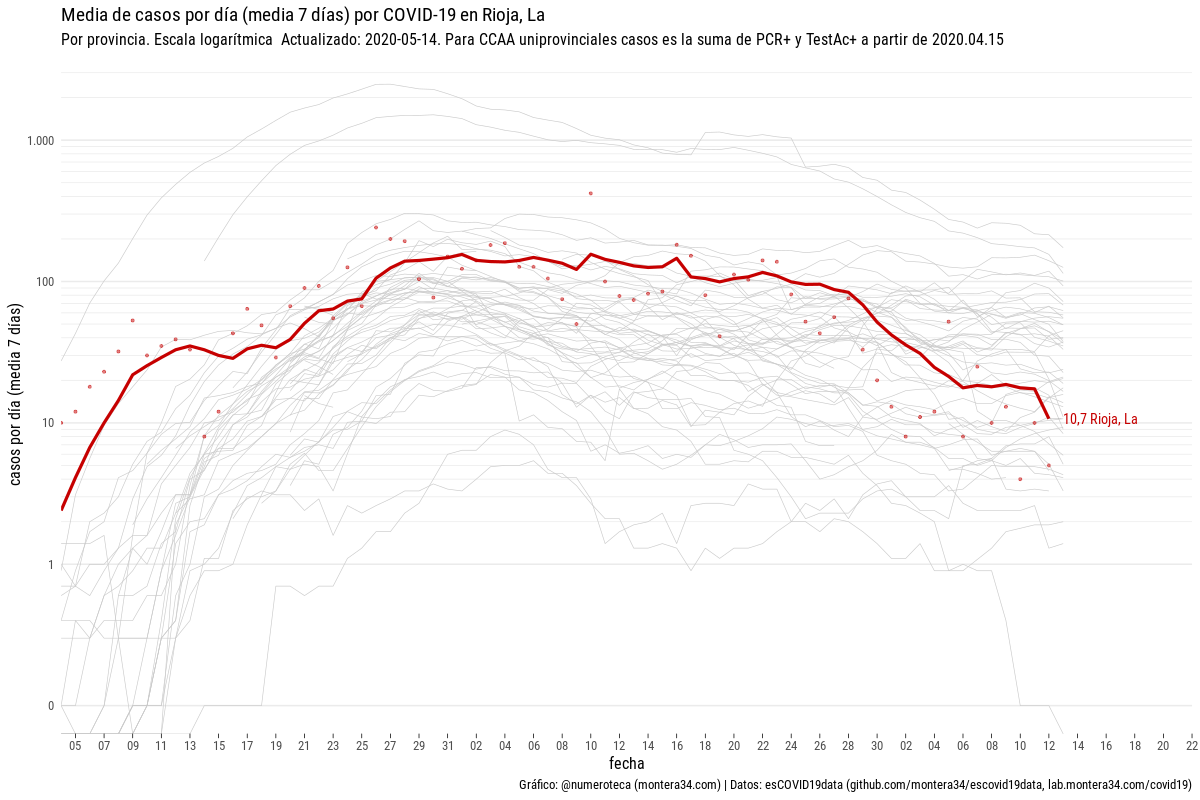 Media de casos por día (media 7 días) por COVID-19 en Rioja, La
Por provincia. Escala logarítmica  Actualizado: 2020-05-14. Para CCAA uniprovinciales casos es la suma de PCR+ y TestAc+ a partir de 2020.04.15
casos por día (media 7 días)
1.000
100
10
1
0
10,7 Rioja, La
05 07 09 11 13 15 17 19 21 23 25 27 29 31 02 04 06 08 10 12 14 16 18 20 22 24 26 28 30 02 04 06 08 10 12 14 16 18 20 22
fecha
Gráfico: @numeroteca (montera34.com) | Datos: esCOVID19data (github.com/montera34/escovid19data, lab.montera34.com/covid19)